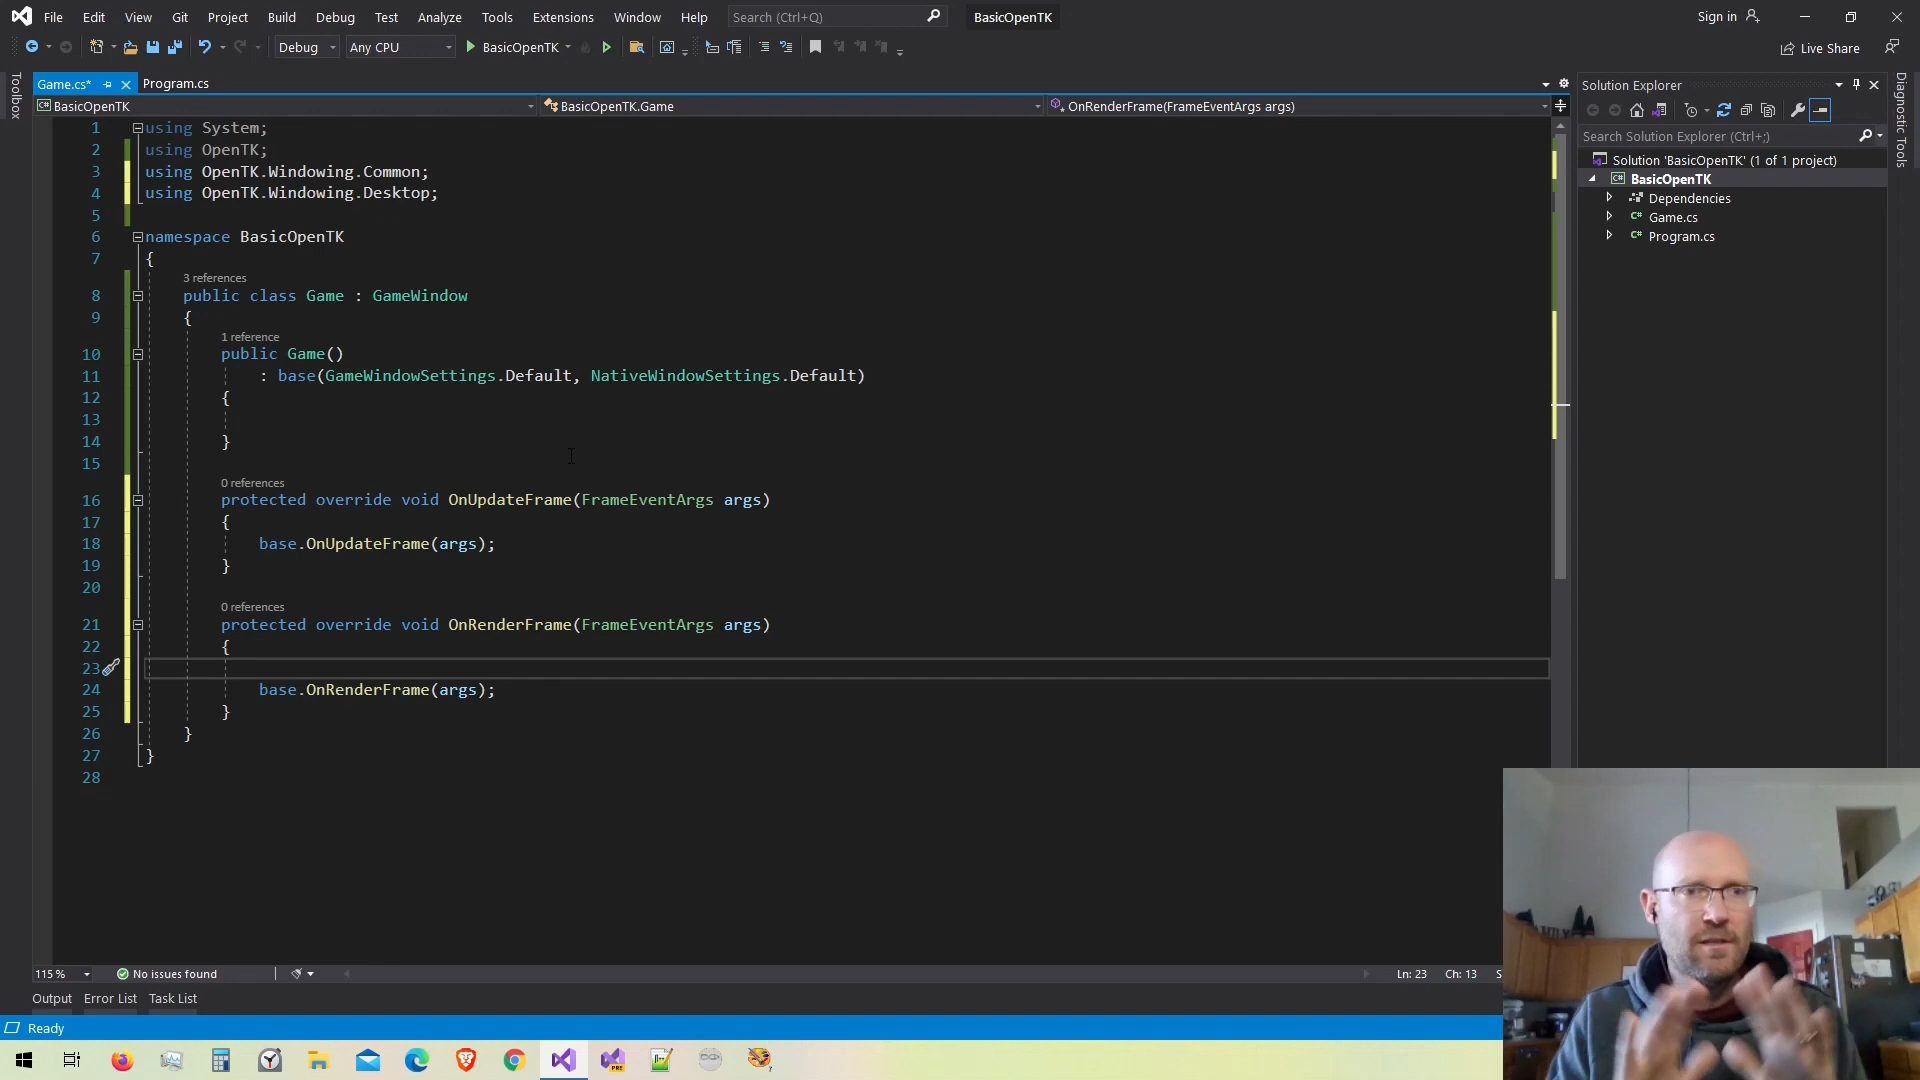 File Edit View Git Project Build Debug Test Analyze Tools Extensions Window Help Search (Ctrl+Q) BasicOpenTK Sign in
Debug Any CPU BasicOpenTK Live Share
Toolbox
Game.cs* Program.cs
BasicOpenTK BasicOpenTK.Game OnRenderFrame(FrameEventArgs args)
1 using System;
2 using OpenTK;
3 using OpenTK.Windowing.Common;
4 using OpenTK.Windowing.Desktop;
5
6 namespace BasicOpenTK
7 {
3 references
8 public class Game : GameWindow
9 {
1 reference
10 public Game()
11 : base(GameWindowSettings.Default, NativeWindowSettings.Default)
12 {
13
14 }
15
0 references
16 protected override void OnUpdateFrame(FrameEventArgs args)
17 {
18 base.OnUpdateFrame(args);
19 }
20
0 references
21 protected override void OnRenderFrame(FrameEventArgs args)
22 {
23
24 base.OnRenderFrame(args);
25 }
26 }
27 }
28
Solution Explorer
Search Solution Explorer (Ctrl+;)
Solution 'BasicOpenTK' (1 of 1 project)
BasicOpenTK
Dependencies
Game.cs
Program.cs
Diagnostic Tools
115 % No issues found Ln: 23 Ch: 13 S
Output Error List Task List
Ready
PRE